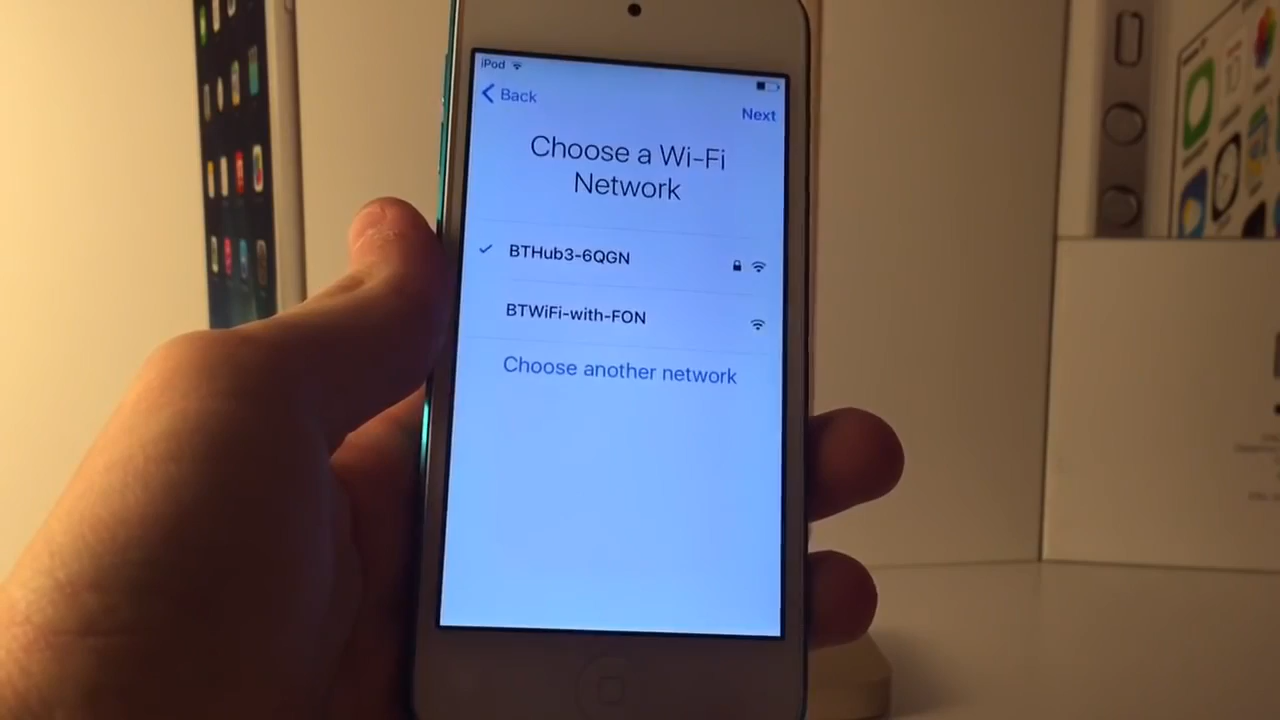 iPod
Back
Next
Choose a Wi-Fi
Network
BTHub3-6QGN
BTWiFi-with-FON
Choose another network